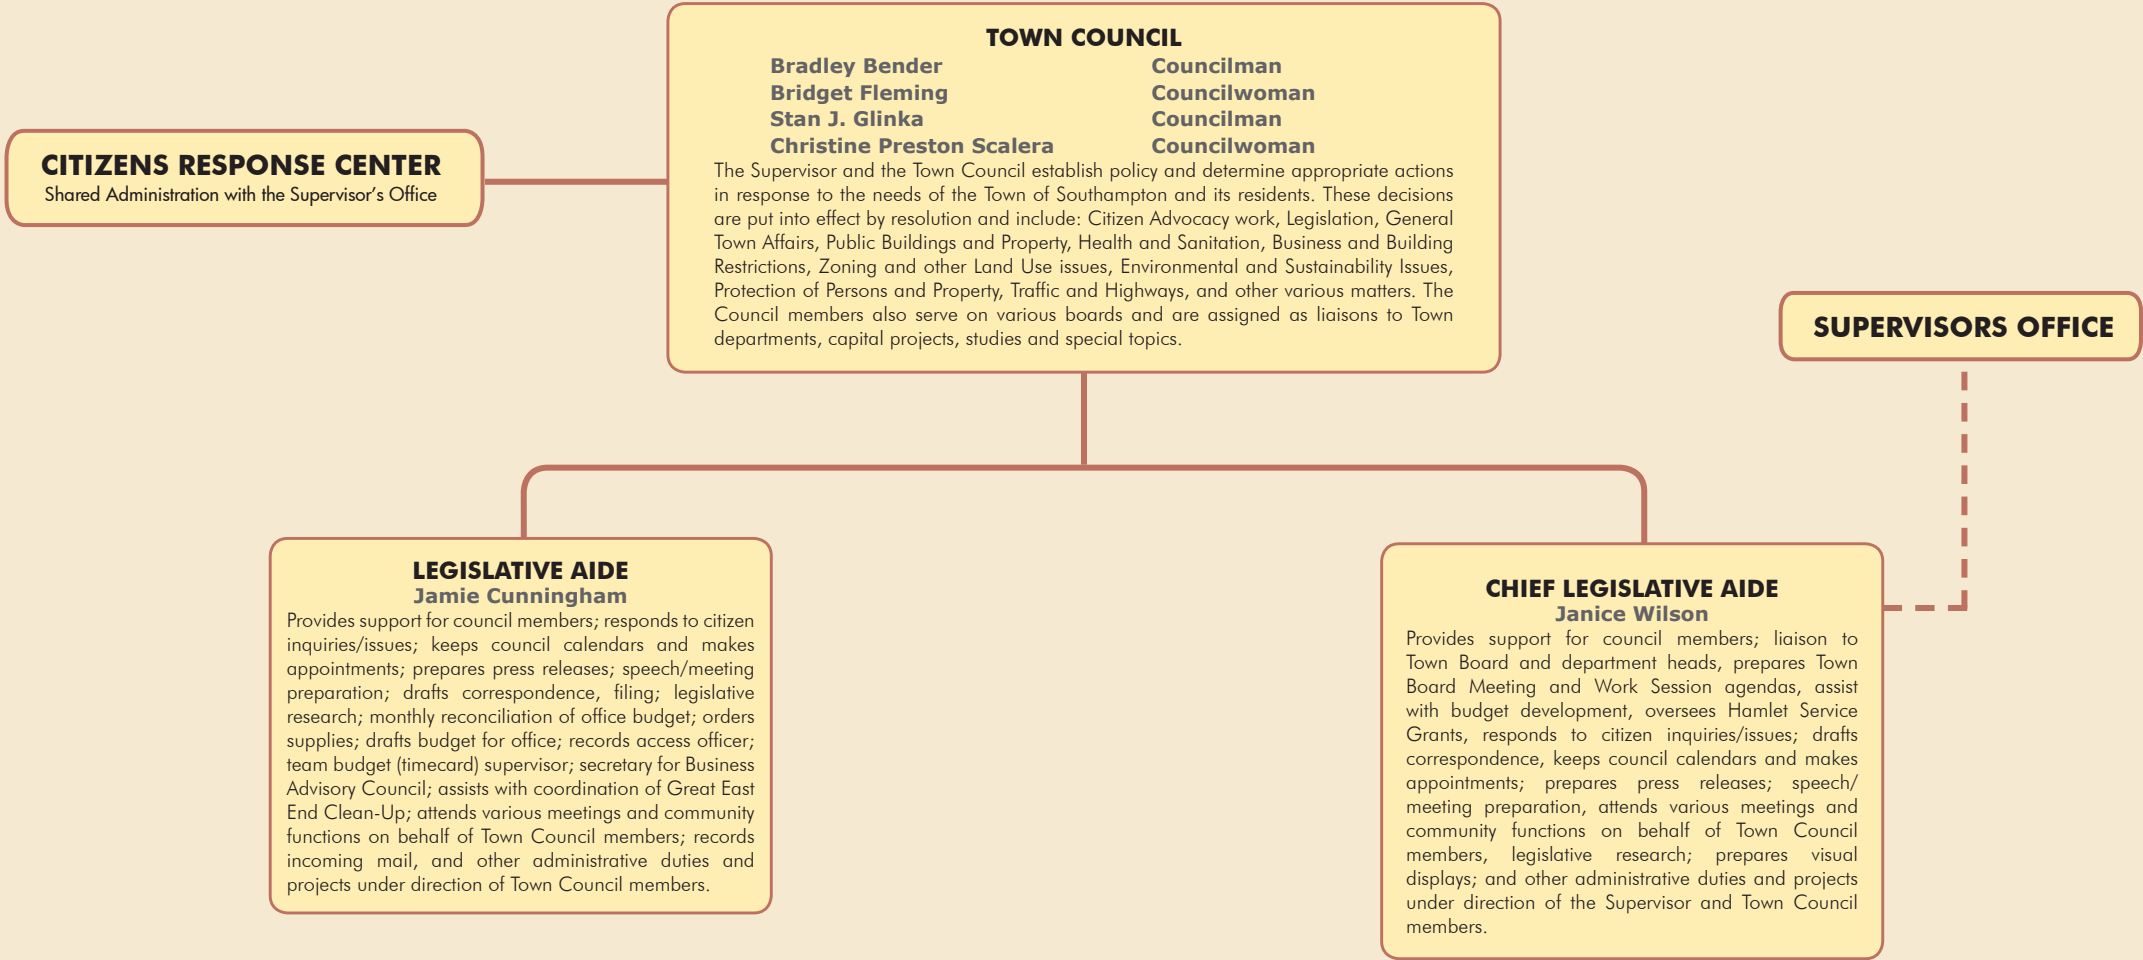 TOWN COUNCIL
Bradley Bender Councilman
Bridget Fleming Councilwoman
Stan J. Glinka Councilman
Christine Preston Scalera Councilwoman
The Supervisor and the Town Council establish policy and determine appropriate actions
in response to the needs of the Town of Southampton and its residents. These decisions
are put into effect by resolution and include: Citizen Advocacy work, Legislation, General
Town Affairs, Public Buildings and Property, Health and Sanitation, Business and Building
Restrictions, Zoning and other Land Use issues, Environmental and Sustainability Issues,
Protection of Persons and Property, Traffic and Highways, and other various matters. The
Council members also serve on various boards and are assigned as liaisons to Town
departments, capital projects, studies and special topics.
CITIZENS RESPONSE CENTER
Shared Administration with the Supervisor's Office
SUPERVISORS OFFICE
LEGISLATIVE AIDE
Jamie Cunningham
Provides support for council members; responds to citizen
inquiries/issues; keeps council calendars and makes
appointments; prepares press releases; speech/meeting
preparation; drafts correspondence, filing; legislative
research; monthly reconciliation of office budget; orders
supplies; drafts budget for office; records access officer;
team budget (timecard) supervisor; secretary for Business
Advisory Council; assists with coordination of Great East
End Clean-Up; attends various meetings and community
functions on behalf of Town Council members; records
incoming mail, and other administrative duties and
projects under direction of Town Council members.
CHIEF LEGISLATIVE AIDE
Janice Wilson
Provides support for council members; liaison to
Town Board and department heads, prepares Town
Board Meeting and Work Session agendas, assist
with budget development, oversees Hamlet Service
Grants, responds to citizen inquiries/issues; drafts
correspondence, keeps council calendars and makes
appointments; prepares press releases; speech/
meeting preparation, attends various meetings and
community functions on behalf of Town Council
members, legislative research; prepares visual
displays; and other administrative duties and projects
under direction of the Supervisor and Town Council
members.